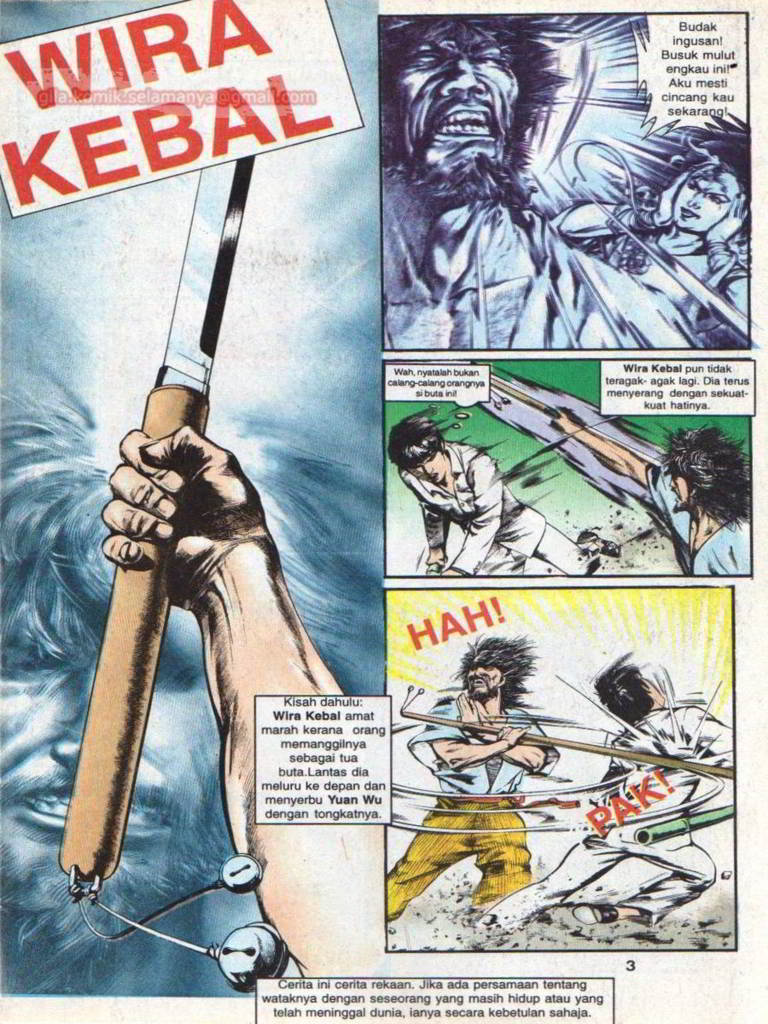 WIRA
KEBAL
gila.komik.selamanya@gmail.com
Budak
ingusan!
Busuk mulut
engkau ini!
Aku mesti
cincang kau
sekarang!
Wah, nyatalah bukan
calang-calang orangnya
si buta ini!
Wira Kebal pun tidak
teragak- agak lagi. Dia terus
menyerang dengan sekuat-
kuat hatinya.
HAH!
PAK!
Kisah dahulu:
Wira Kebal amat
marah kerana orang
memanggilnya
sebagai tua
buta.Lantas dia
meluru ke depan dan
menyerbu Yuan Wu
dengan tongkatnya.
3
Cerita ini cerita rekaan. Jika ada persamaan tentang
wataknya dengan seseorang yang masih hidup atau yang
telah meninggal dunia, ianya secara kebetulan sahaja.